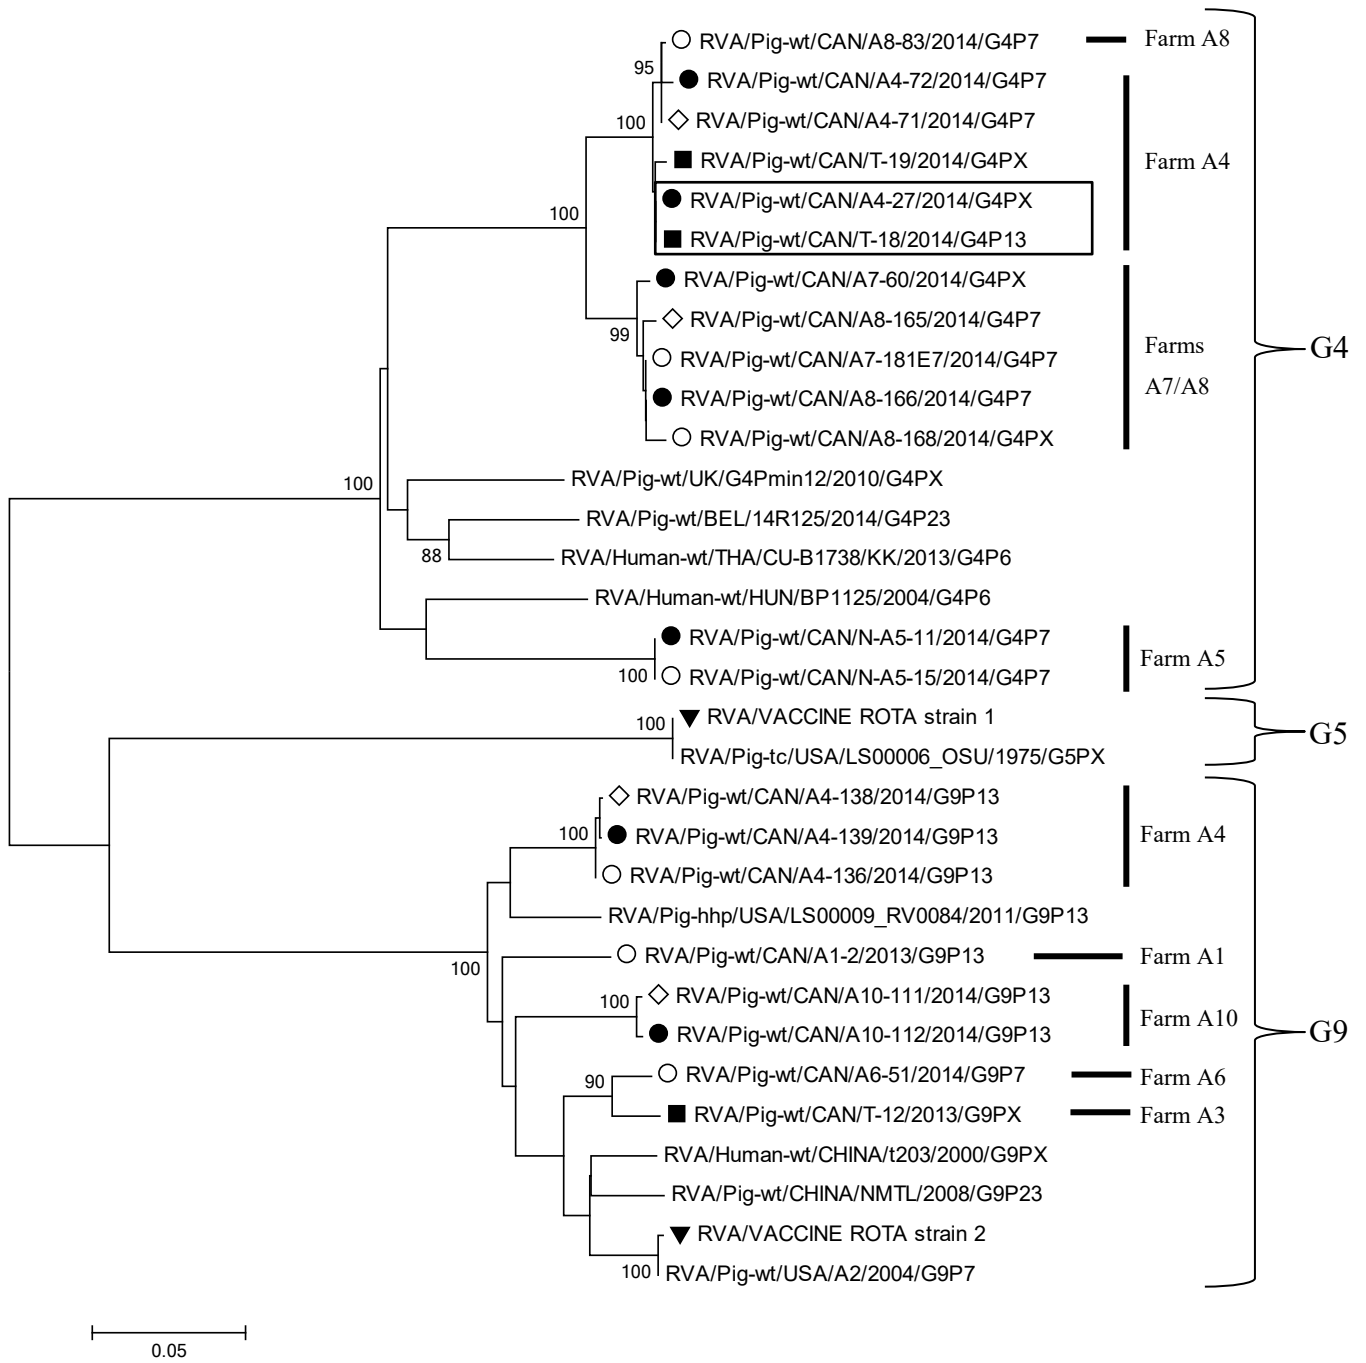 RVA/Pig-wt/CAN/A8-83/2014/G4P7
Farm A8
95
RVA/Pig-wt/CAN/A4-72/2014/G4P7
100
RVA/Pig-wt/CAN/A4-71/2014/G4P7
RVA/Pig-wt/CAN/T-19/2014/G4PX
Farm A4
RVA/Pig-wt/CAN/A4-27/2014/G4PX
100
RVA/Pig-wt/CAN/T-18/2014/G4P13
RVA/Pig-wt/CAN/A7-60/2014/G4PX
RVA/Pig-wt/CAN/A8-165/2014/G4P7
99
Farms
A7/A8
G4
RVA/Pig-wt/CAN/A7-181E7/2014/G4P7
RVA/Pig-wt/CAN/A8-166/2014/G4P7
RVA/Pig-wt/CAN/A8-168/2014/G4PX
100
RVA/Pig-wt/UK/G4Pmin12/2010/G4PX
RVA/Pig-wt/BEL/14R125/2014/G4P23
88
RVA/Human-wt/THA/CU-B1738/KK/2013/G4P6
RVA/Human-wt/HUN/BP1125/2004/G4P6
RVA/Pig-wt/CAN/N-A5-11/2014/G4P7
Farm A5
100
RVA/Pig-wt/CAN/N-A5-15/2014/G4P7
100
RVA/VACCINE ROTA strain 1
G5
RVA/Pig-tc/USA/LS00006_OSU/1975/G5PX
RVA/Pig-wt/CAN/A4-138/2014/G9P13
100
RVA/Pig-wt/CAN/A4-139/2014/G9P13
Farm A4
RVA/Pig-wt/CAN/A4-136/2014/G9P13
RVA/Pig-hhp/USA/LS00009_RV0084/2011/G9P13
100
RVA/Pig-wt/CAN/A1-2/2013/G9P13
Farm A1
100
RVA/Pig-wt/CAN/A10-111/2014/G9P13
Farm A10
RVA/Pig-wt/CAN/A10-112/2014/G9P13
G9
90
RVA/Pig-wt/CAN/A6-51/2014/G9P7
Farm A6
RVA/Pig-wt/CAN/T-12/2013/G9PX
Farm A3
RVA/Human-wt/CHINA/t203/2000/G9PX
RVA/Pig-wt/CHINA/NMTL/2008/G9P23
RVA/VACCINE ROTA strain 2
100
RVA/Pig-wt/USA/A2/2004/G9P7
0.05